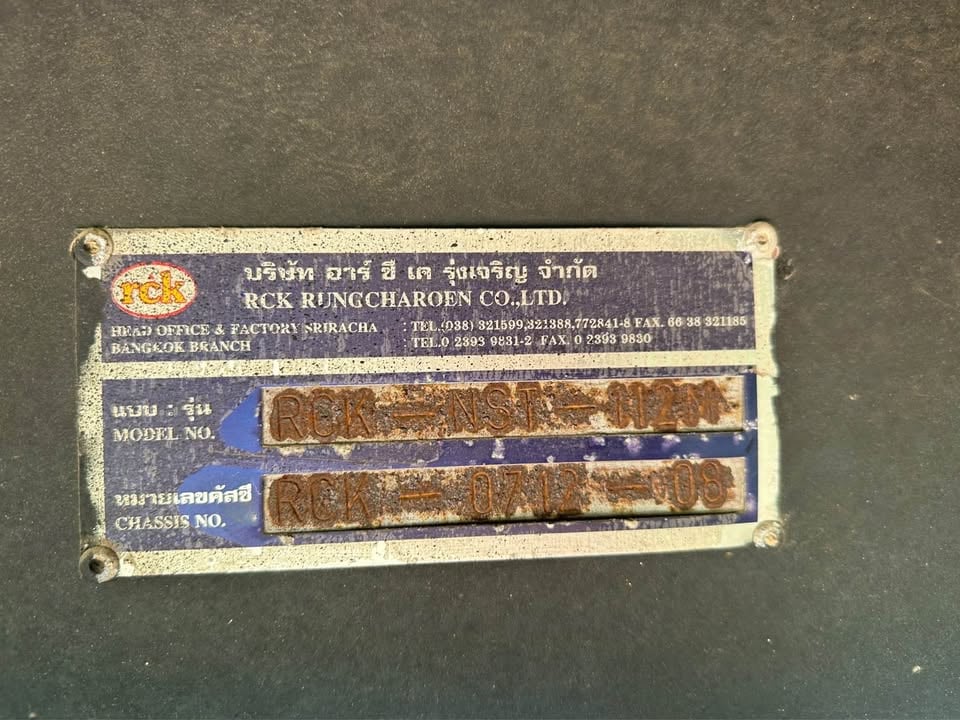 rck
บริษัท อาร์ ซี เค รุ่งเจริญ จำกัด
RCK RUNGCHAROEN CO.,LTD.
HEAD OFFICE & FACTORY SRIRACHA : TEL.(038) 321599,321388,772841-8 FAX. 66 38 321185
BANGKOK BRANCH : TEL.0 2393 9831-2 FAX. 0 2393 9830
แบบ : รุ่น
MODEL NO. RCK - NST - 112M
หมายเลขคัสซี
CHASSIS NO. RCK - 0712 - 08